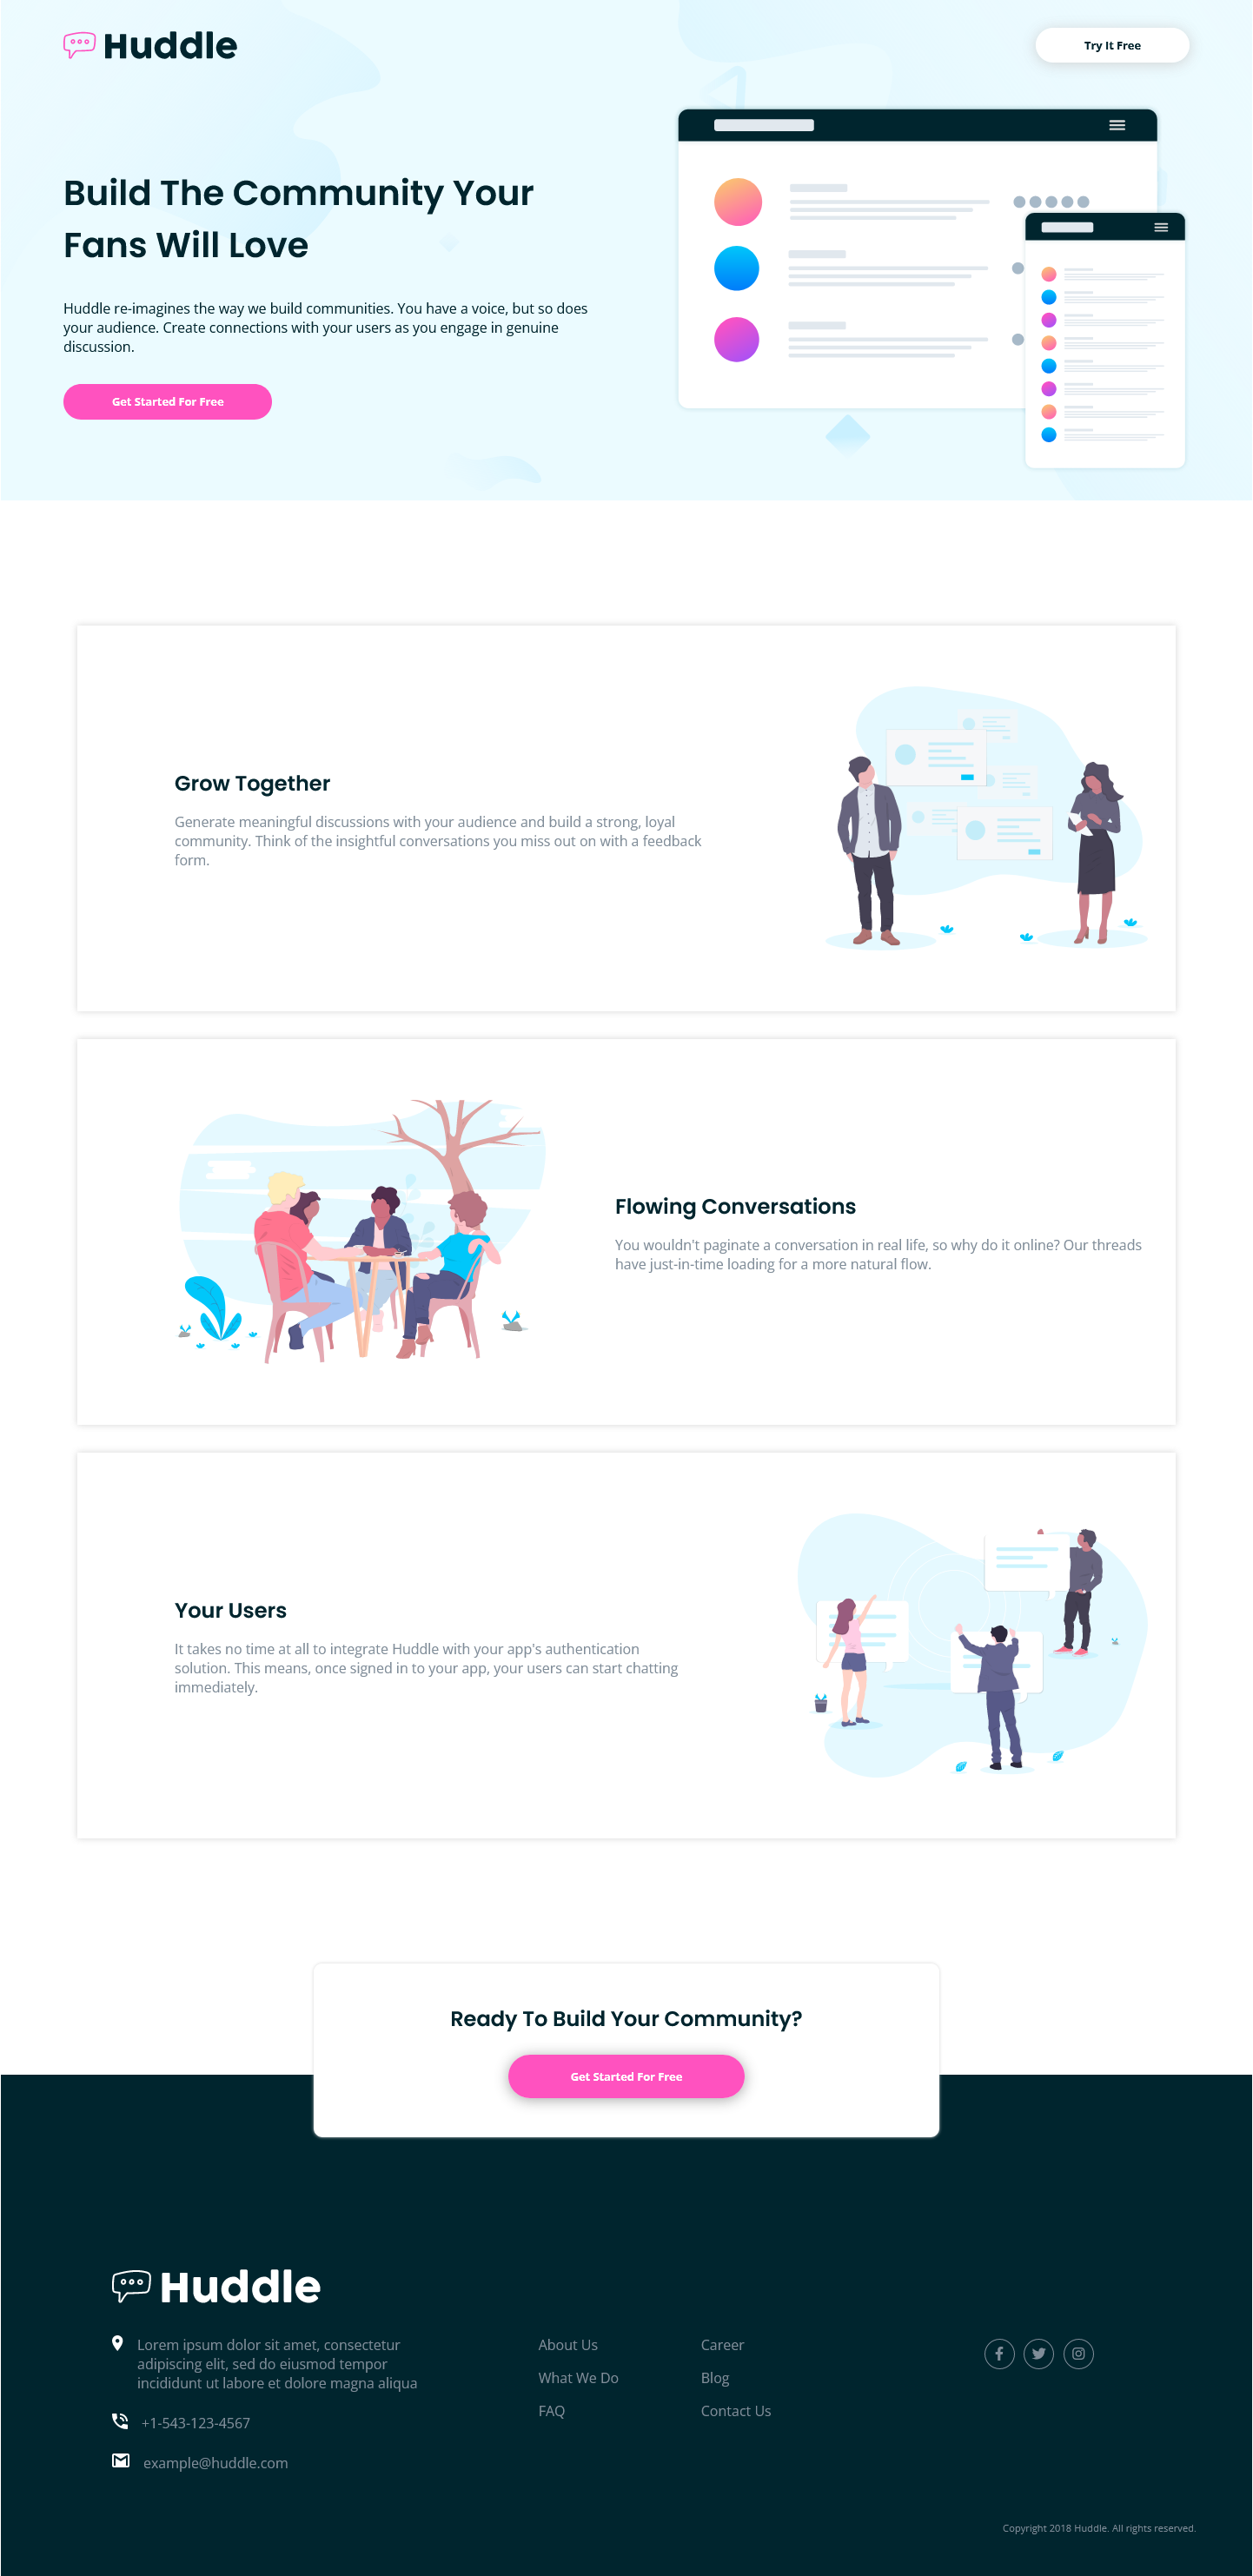 Huddle
Try It Free
Build The Community Your
Fans Will Love
Huddle re-imagines the way we build communities. You have a voice, but so does
your audience. Create connections with your users as you engage in genuine
discussion.
Get Started For Free
Grow Together
Generate meaningful discussions with your audience and build a strong, loyal
community. Think of the insightful conversations you miss out on with a feedback
form.
Flowing Conversations
You wouldn't paginate a conversation in real life, so why do it online? Our threads
have just-in-time loading for a more natural flow.
Your Users
It takes no time at all to integrate Huddle with your app's authentication
solution. This means, once signed in to your app, your users can start chatting
immediately.
Ready To Build Your Community?
Get Started For Free
Huddle
Lorem ipsum dolor sit amet, consectetur
adipiscing elit, sed do eiusmod tempor
incididunt ut labore et dolore magna aliqua
+1-543-123-4567
example@huddle.com
About Us
What We Do
FAQ
Career
Blog
Contact Us
Copyright 2018 Huddle. All rights reserved.